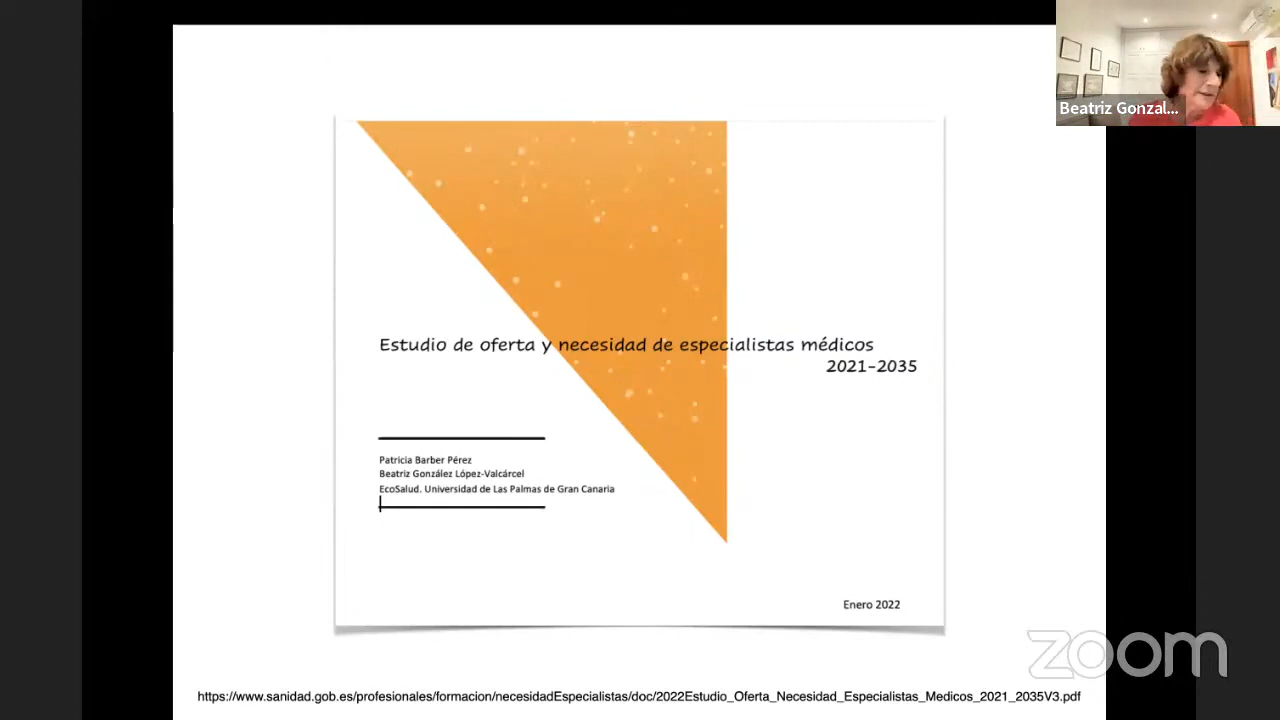 Beatriz Gonzal...
Estudio de oferta y necesidad de especialistas médicos
2021-2035
Patricia Barber Pérez
Beatriz González López-Valcárcel
EcoSalud. Universidad de Las Palmas de Gran Canaria
Enero 2022
zoom
https://www.sanidad.gob.es/profesionales/formacion/necesidadEspecialistas/doc/2022Estudio_Oferta_Necesidad_Especialistas_Medicos_2021_2035V3.pdf